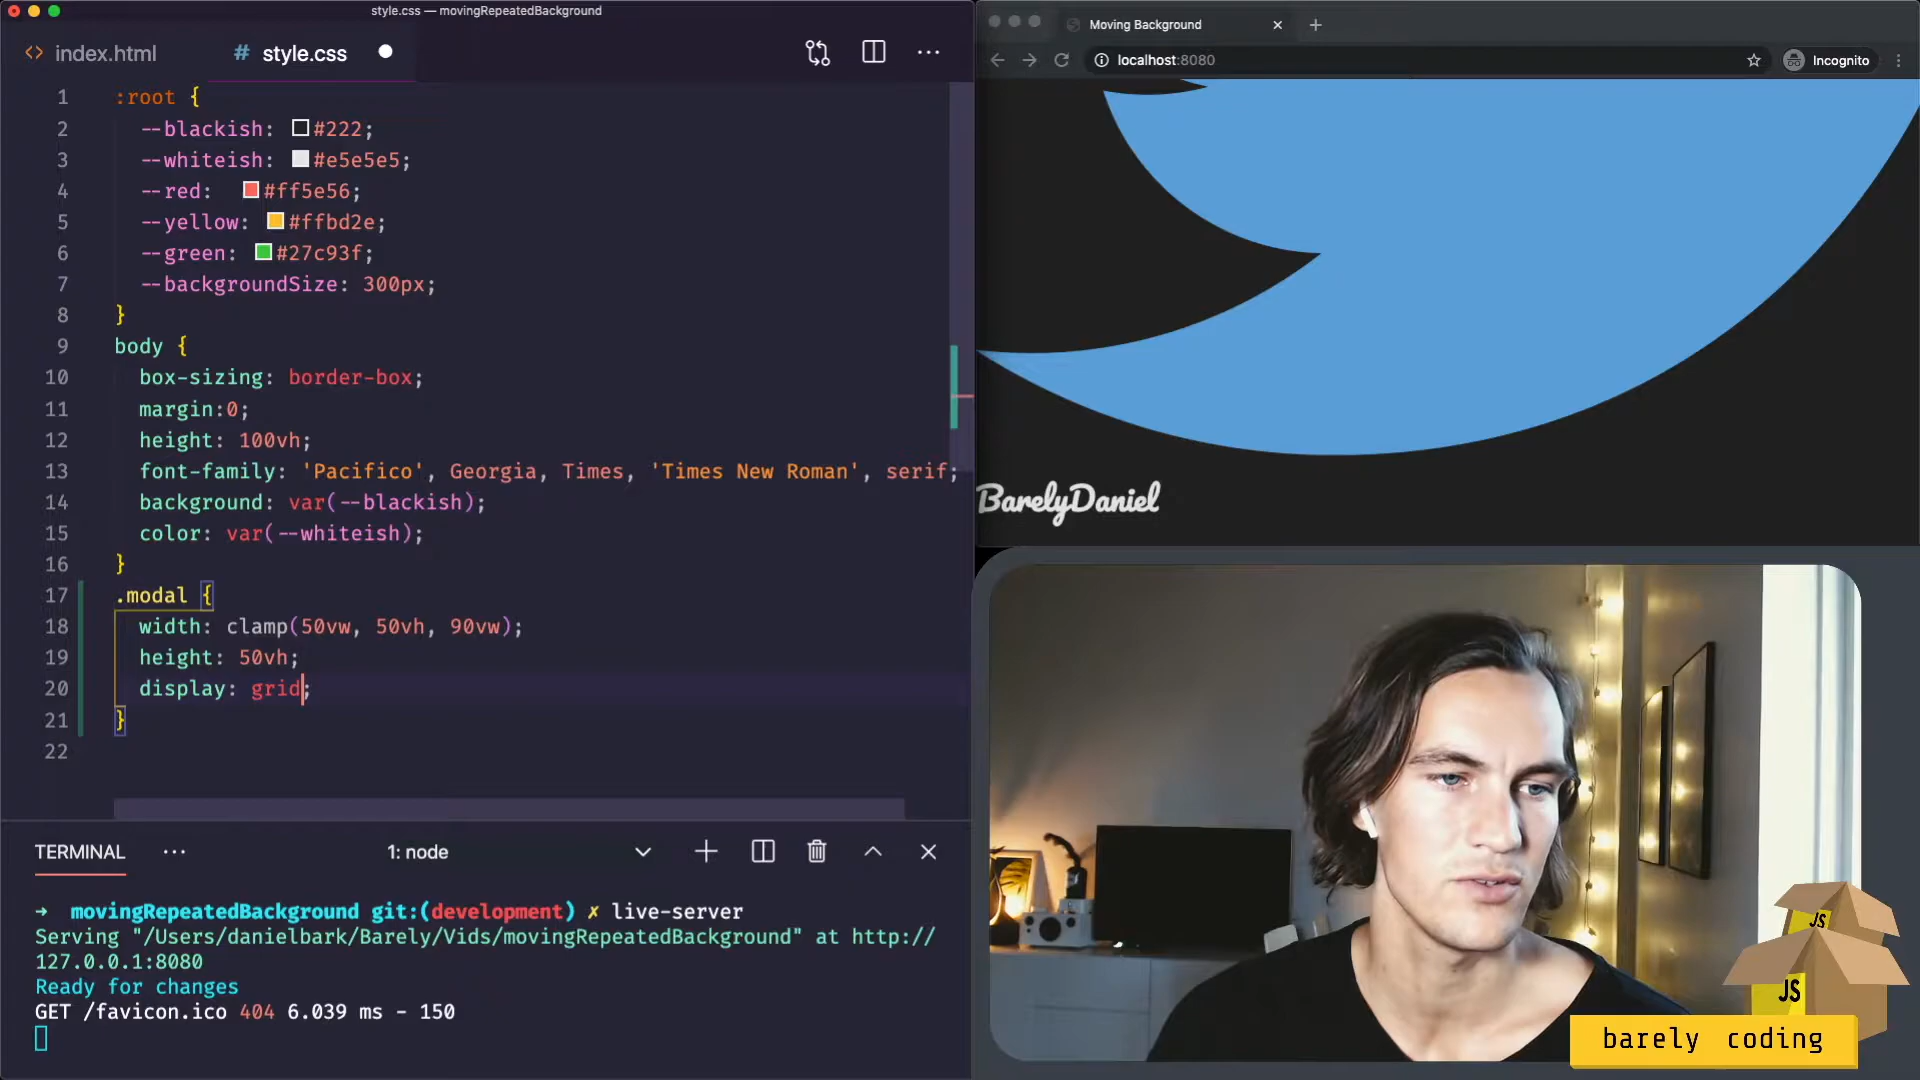 style.css — movingRepeatedBackground
<> index.html
# style.css
1 :root {
2 --blackish: #222;
3 --whiteish: #e5e5e5;
4 --red: #ff5e56;
5 --yellow: #ffbd2e;
6 --green: #27c93f;
7 --backgroundSize: 300px;
8 }
9 body {
10 box-sizing: border-box;
11 margin:0;
12 height: 100vh;
13 font-family: 'Pacifico', Georgia, Times, 'Times New Roman', serif;
14 background: var(--blackish);
15 color: var(--whiteish);
16 }
17 .modal {
18 width: clamp(50vw, 50vh, 90vw);
19 height: 50vh;
20 display: grid;
21 }
22
TERMINAL
1: node
➜ movingRepeatedBackground git:(development) ✗ live-server
Serving "/Users/danielbark/Barely/Vids/movingRepeatedBackground" at http://
127.0.0.1:8080
Ready for changes
GET /favicon.ico 404 6.039 ms - 150
Moving Background
localhost:8080
Incognito
BarelyDaniel
JS
JS
barely coding